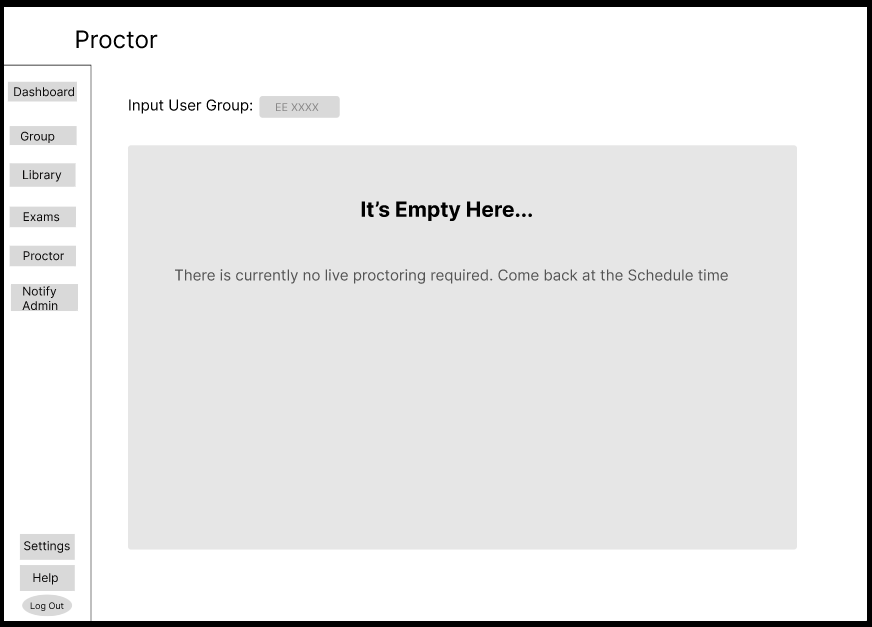 Proctor
Dashboard
Group
Library
Exams
Proctor
Notify
Admin
Settings
Help
Log Out
Input User Group: EE XXXX
It’s Empty Here...
There is currently no live proctoring required. Come back at the Schedule time